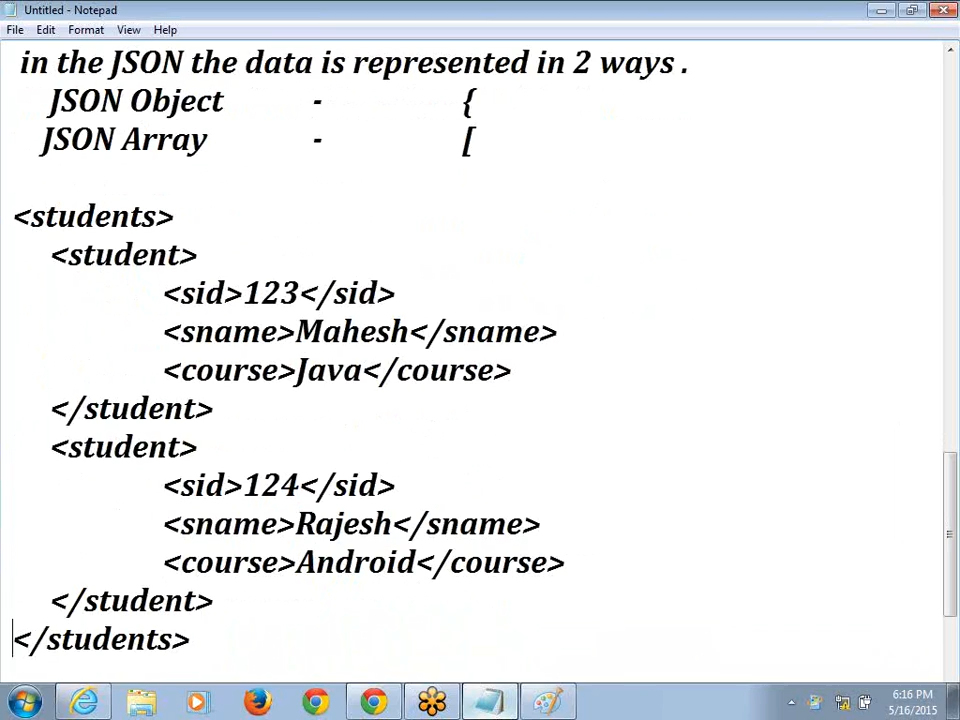 Untitled - Notepad
File Edit Format View Help
in the JSON the data is represented in 2 ways .
JSON Object - {
JSON Array - [
<students>
<student>
<sid>123</sid>
<sname>Mahesh</sname>
<course>Java</course>
</student>
<student>
<sid>124</sid>
<sname>Rajesh</sname>
<course>Android</course>
</student>
</students>
6:16 PM
5/16/2015